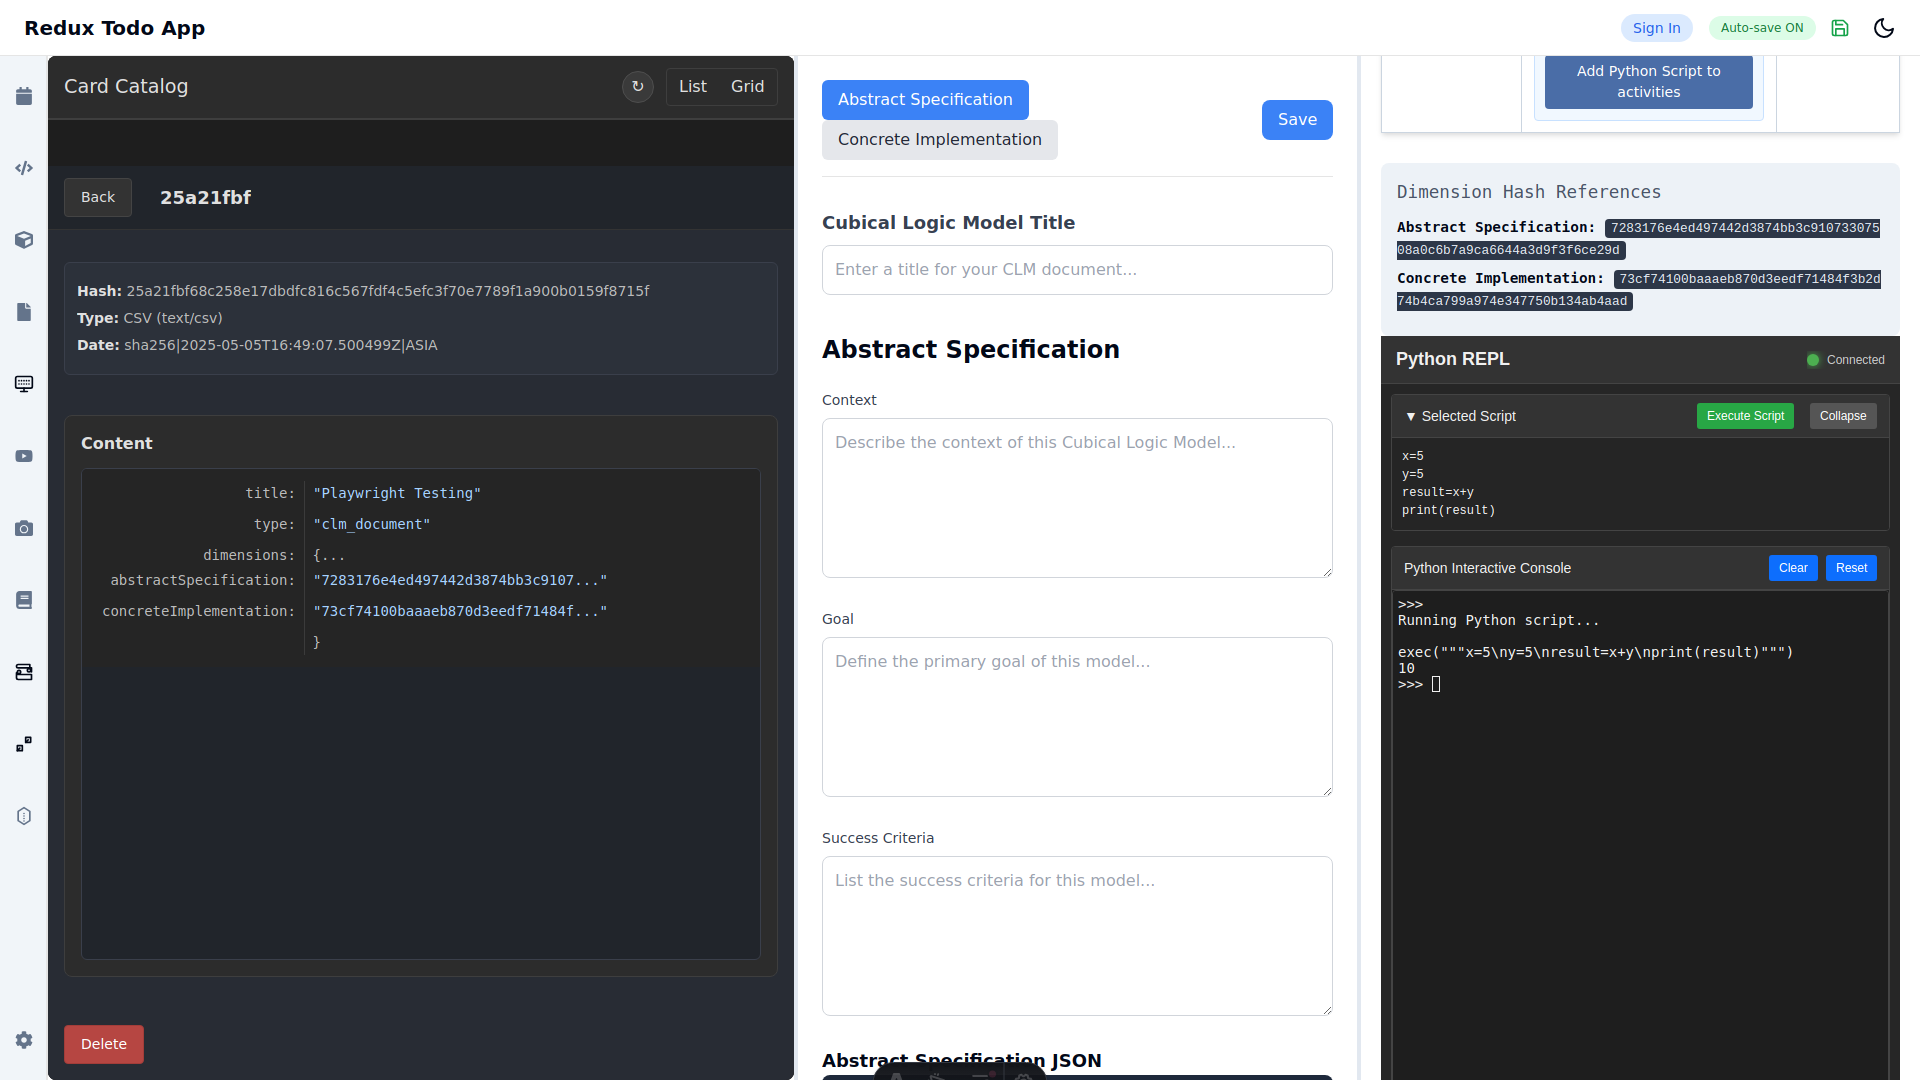 Redux Todo App
Sign In
Auto-save ON
Card Catalog
↻
List
Grid
Back
25a21fbf
Hash: 25a21fbf68c258e17dbdfc816c567fdf4c5efc3f70e7789f1a900b0159f8715f
Type: CSV (text/csv)
Date: sha256|2025-05-05T16:49:07.500499Z|ASIA
Content
title: "Playwright Testing"
type: "clm_document"
dimensions: {...
abstractSpecification: "7283176e4ed497442d3874bb3c9107..."
concreteImplementation: "73cf74100baaaeb870d3eedf71484f..."
}
Delete
Abstract Specification
Concrete Implementation
Save
Cubical Logic Model Title
Enter a title for your CLM document...
Abstract Specification
Context
Describe the context of this Cubical Logic Model...
Goal
Define the primary goal of this model...
Success Criteria
List the success criteria for this model...
Abstract Specification JSON
Add Python Script to
activities
Dimension Hash References
Abstract Specification: 7283176e4ed497442d3874bb3c910733075
08a0c6b7a9ca6644a3d9f3f6ce29d
Concrete Implementation: 73cf74100baaaeb870d3eedf71484f3b2d
74b4ca799a974e347750b134ab4aad
Python REPL
Connected
▼ Selected Script
Execute Script
Collapse
x=5
y=5
result=x+y
print(result)
Python Interactive Console
Clear
Reset
>>>
Running Python script...
exec("""x=5\ny=5\nresult=x+y\nprint(result)""")
10
>>>